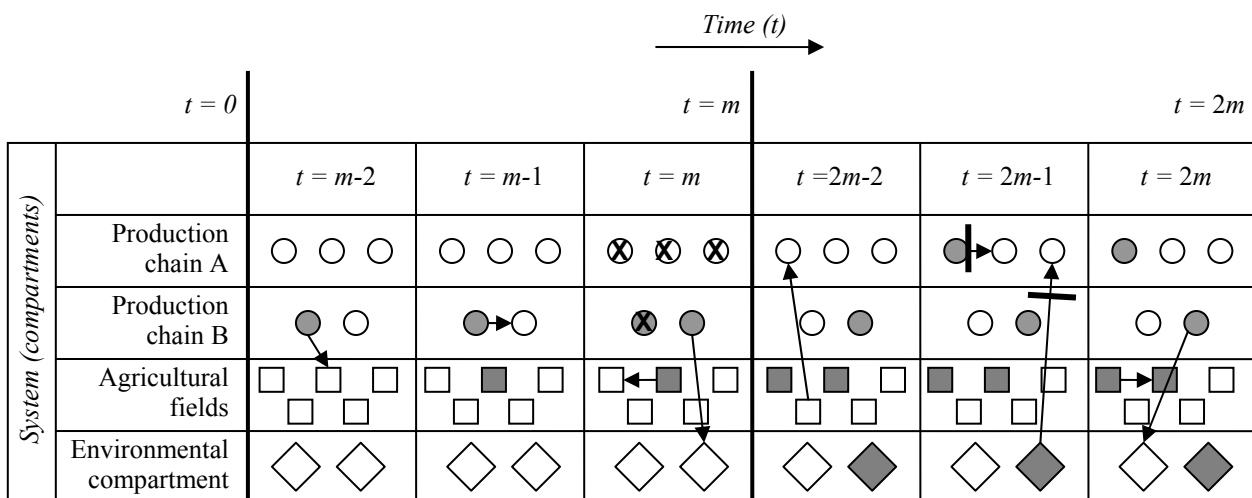 Time (t)
t = 0
t = m
t = 2m
System (compartments)
t = m-2
t = m-1
t = m
t =2m-2
t = 2m-1
t = 2m
Production
chain A
X X X
Production
chain B
X
Agricultural
fields
Environmental
compartment